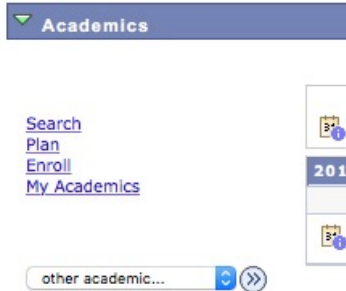 Academics
Search
Plan
Enroll
My Academics
201
other academic...